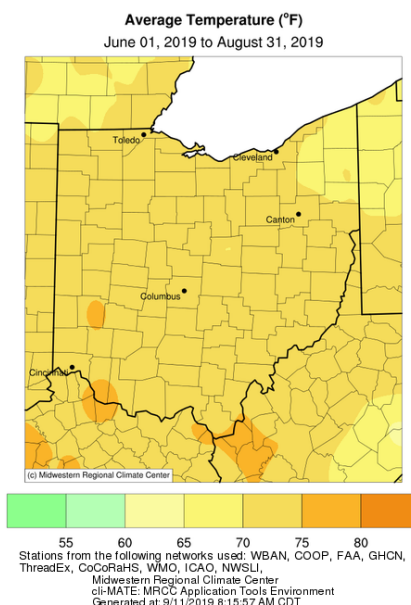 Average Temperature (°F)
June 01, 2019 to August 31, 2019
Toledo
Cleveland
Canton
Columbus
Cincinnati
(c) Midwestern Regional Climate Center
55 60 65 70 75 80
Stations from the following networks used: WBAN, COOP, FAA, GHCN,
ThreadEx, CoCoRaHS, WMO, ICAO, NWSLI,
Midwestern Regional Climate Center
cli-MATE: MRCC Application Tools Environment
Generated at: 9/11/2019 8:15:57 AM CDT